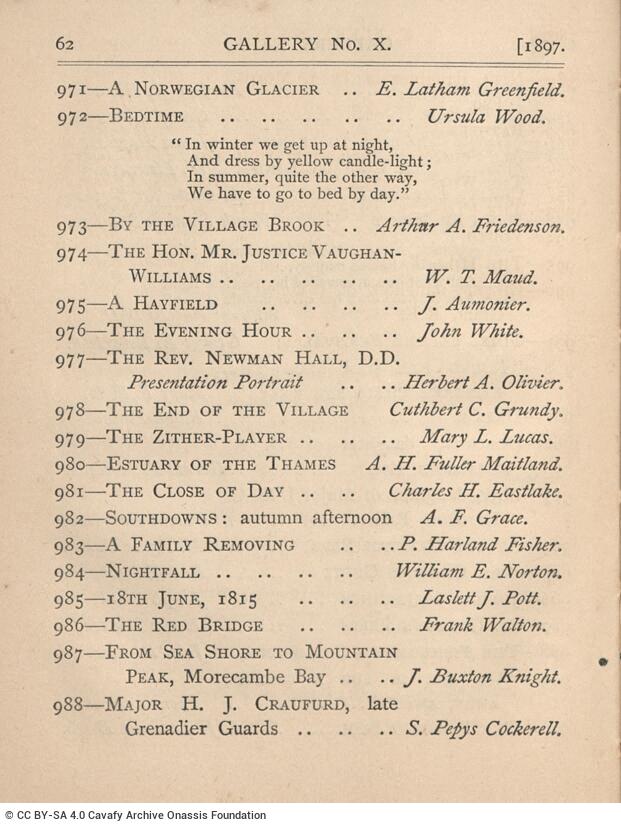 62 GALLERY No. X. [1897.
971—A Norwegian Glacier .. E. Latham Greenfield.
972—Bedtime .. .. .. .. .. Ursula Wood.
“ In winter we get up at night,
And dress by yellow candle-light ;
In summer, quite the other way,
We have to go to bed by day.”
973—By the Village Brook .. Arthur A. Friedenson.
974—The Hon. Mr. Justice Vaughan-
Williams .. .. .. .. .. W. T. Maud.
975—A Hayfield .. .. .. .. J. Aumonier.
976—The Evening Hour .. .. .. John White.
977—The Rev. Newman Hall, D.D.
Presentation Portrait .. .. Herbert A. Olivier.
978—The End of the Village Cuthbert C. Grundy.
979—The Zither-Player .. .. .. Mary L. Lucas.
980—Estuary of the Thames A. H. Fuller Maitland.
981—The Close of Day .. .. Charles H. Eastlake.
982—Southdowns : autumn afternoon A. F. Grace.
983—A Family Removing .. .. P. Harland Fisher.
984—Nightfall .. .. .. .. .. William E. Norton.
985—18th June, 1815 .. .. .. Laslett J. Pott.
986—The Red Bridge .. .. .. Frank Walton.
987—From Sea Shore to Mountain
Peak, Morecambe Bay .. .. J. Buxton Knight.
988—Major H. J. Craufurd, late
Grenadier Guards .. .. .. S. Pepys Cockerell.
© CC BY-SA 4.0 Cavafy Archive Onassis Foundation